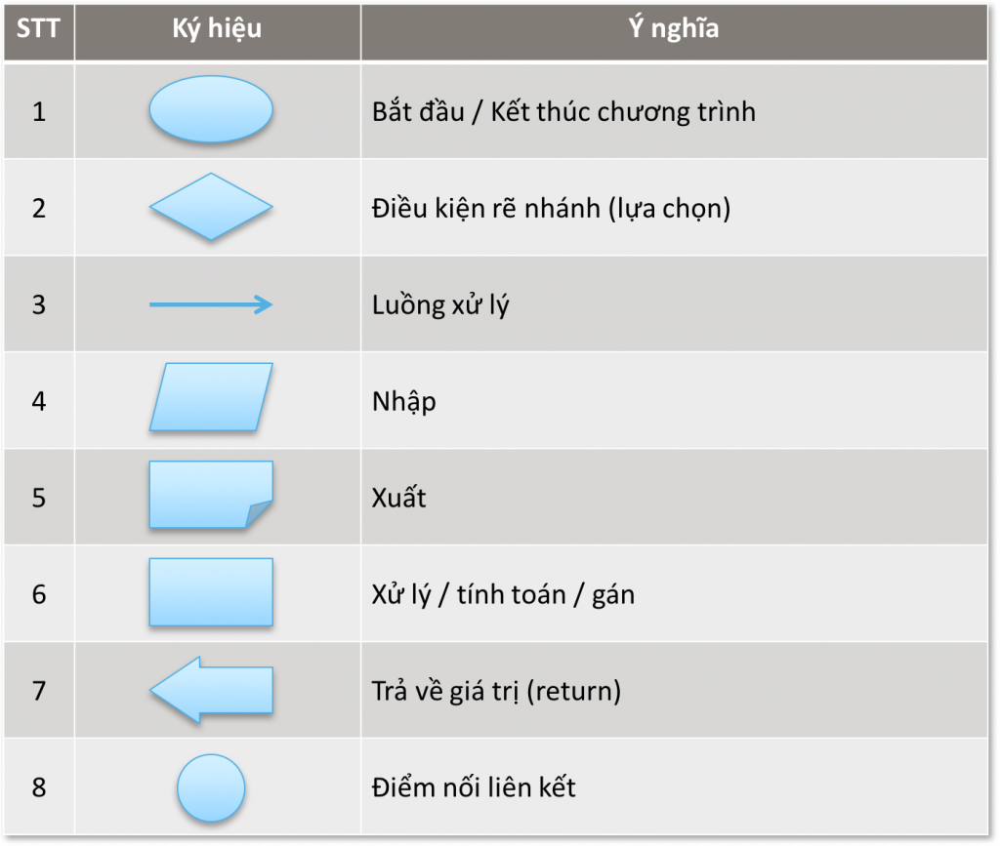 STT Ký hiệu Ý nghĩa
1 Bắt đầu / Kết thúc chương trình
2 Điều kiện rẽ nhánh (lựa chọn)
3 Luồng xử lý
4 Nhập
5 Xuất
6 Xử lý / tính toán / gán
7 Trả về giá trị (return)
8 Điểm nối liên kết